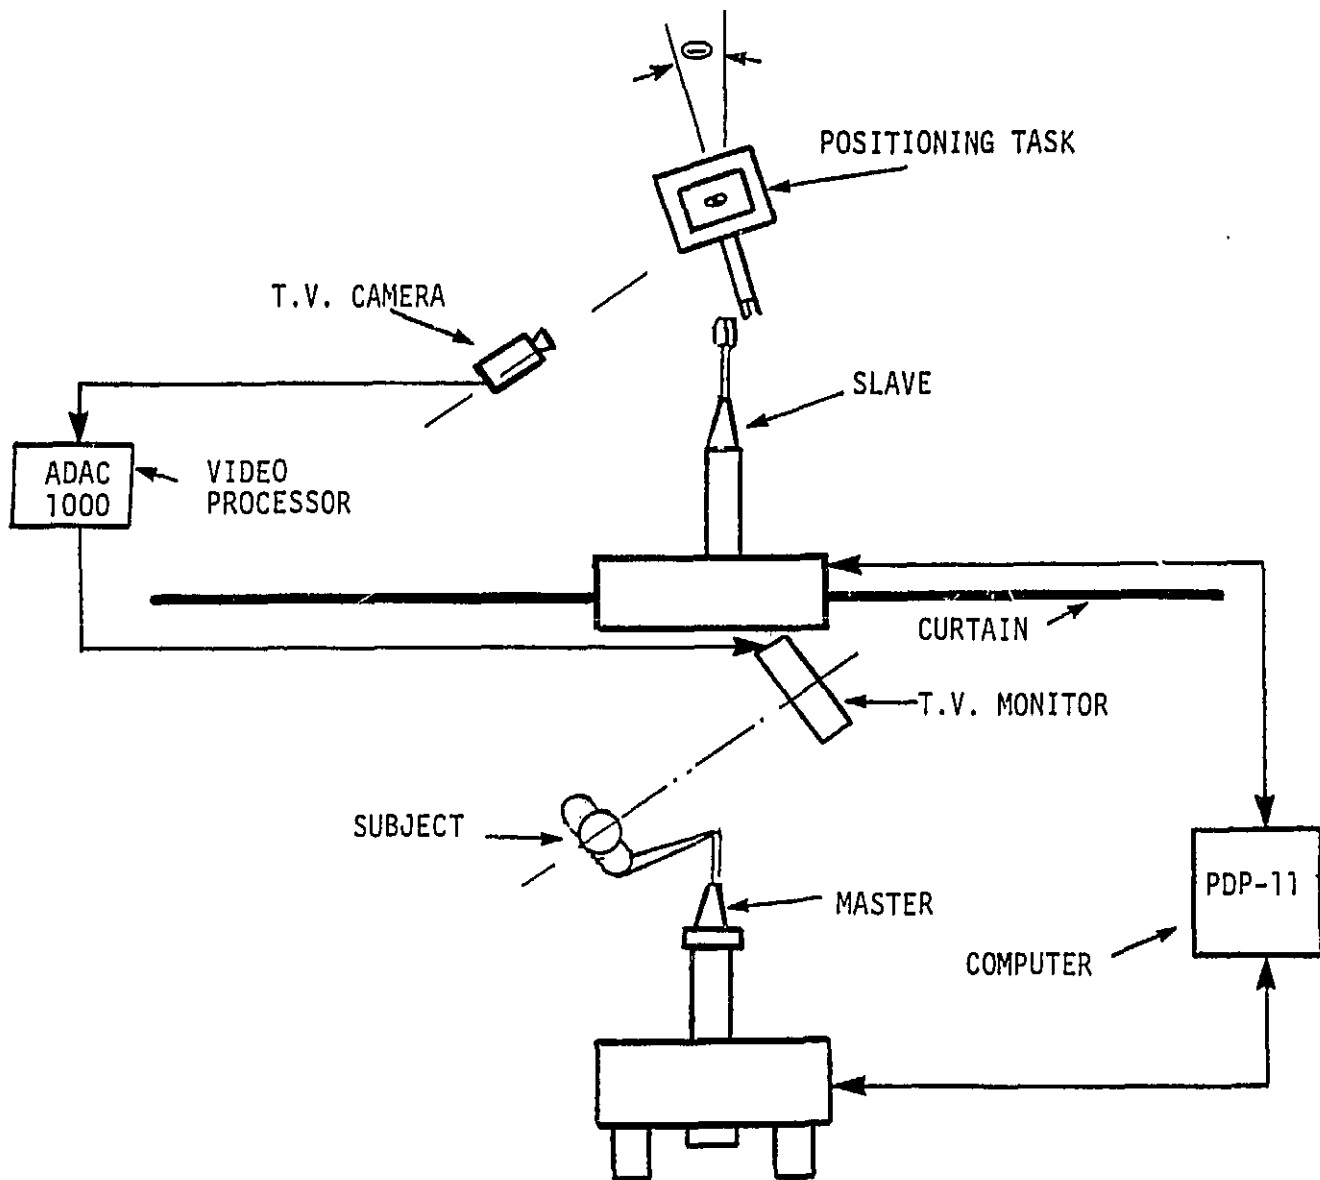 Θ
POSITIONING TASK
T.V. CAMERA
SLAVE
ADAC
1000
VIDEO
PROCESSOR
CURTAIN
T.V. MONITOR
SUBJECT
MASTER
PDP-11
COMPUTER